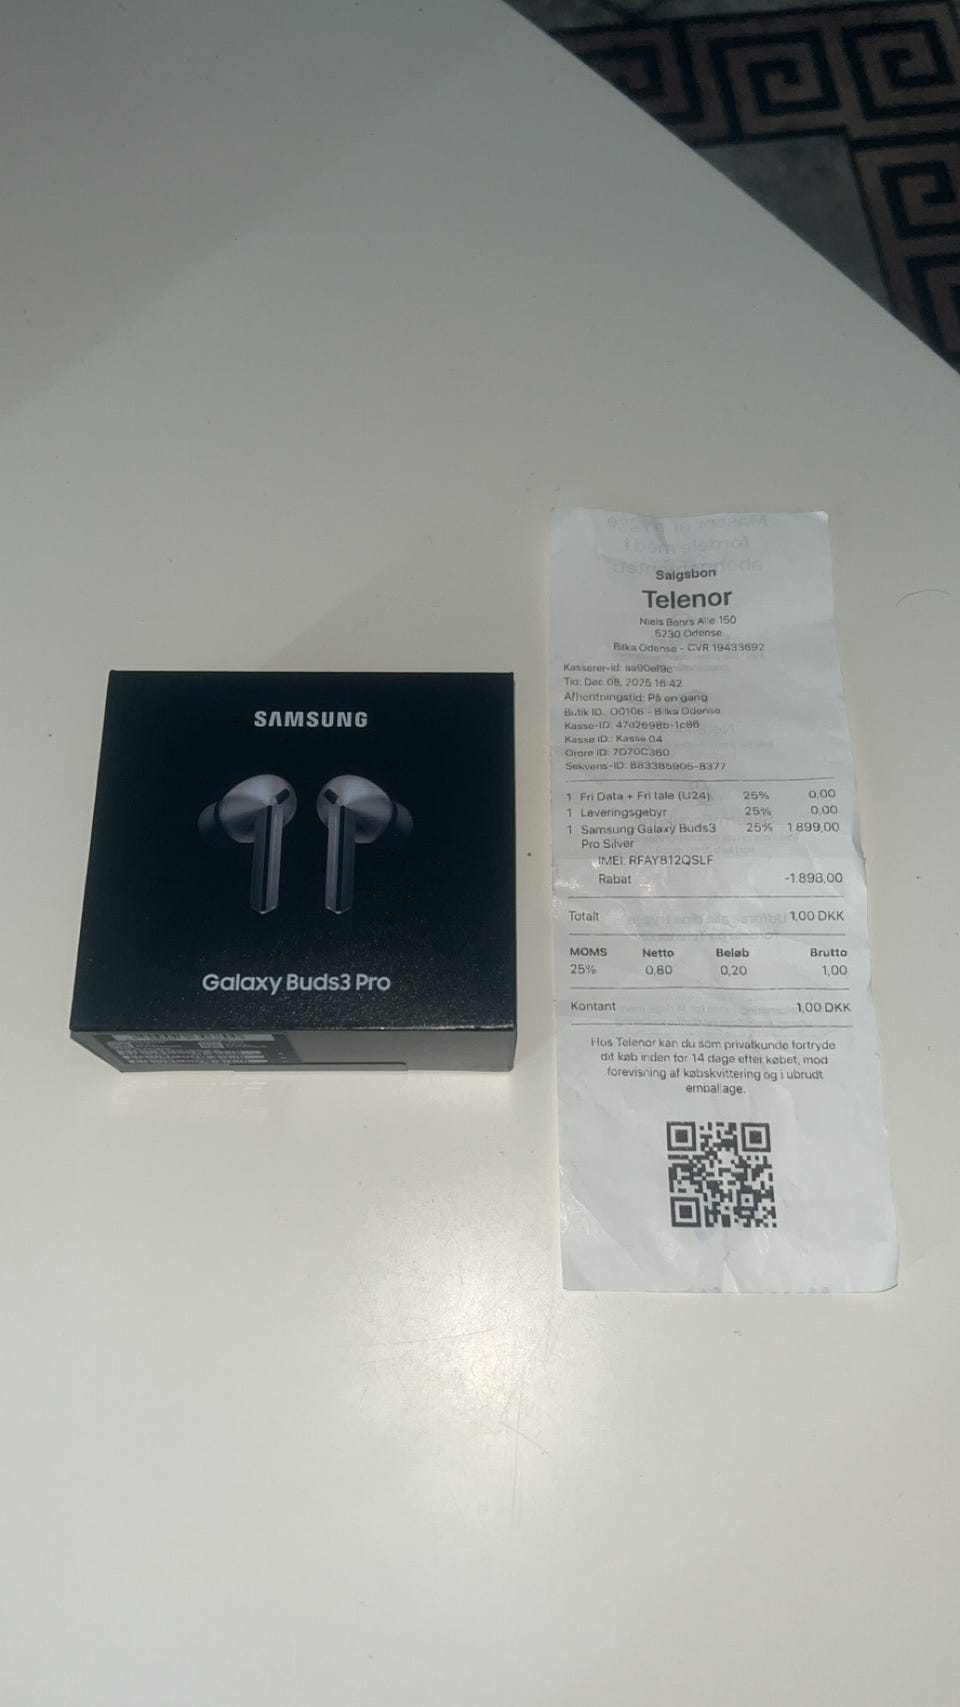 SAMSUNG
Galaxy Buds3 Pro
Salgsbon
Telenor
Niels Bohrs Alle 150
5230 Odense
Bilka Odense - CVR 19433692
Kasserer-id: aa90ef9c
Tid: Dec 08, 2025 16:42
Afhentningstid: På en gang
Butik ID: 00106 - Bilka Odense
Kasse-ID: 47d2698b-1c86
Kasse ID.: Kasse 04
Ordre ID: 7D70C360
Sekvens-ID: 883385905-8377
1 Fri Data + Fri tale (U24) 25% 0,00
1 Leveringsgebyr 25% 0,00
1 Samsung Galaxy Buds3 25% 1.899,00
Pro Silver
IMEI: RFAY812QSLF
Rabat -1.898,00
Totalt 1,00 DKK
MOMS Netto Beløb Brutto
25% 0,80 0,20 1,00
Kontant 1,00 DKK
Hos Telenor kan du som privatkunde fortryde
dit køb inden for 14 dage efter købet, mod
forevisning af købskvittering og i ubrudt
emballage.